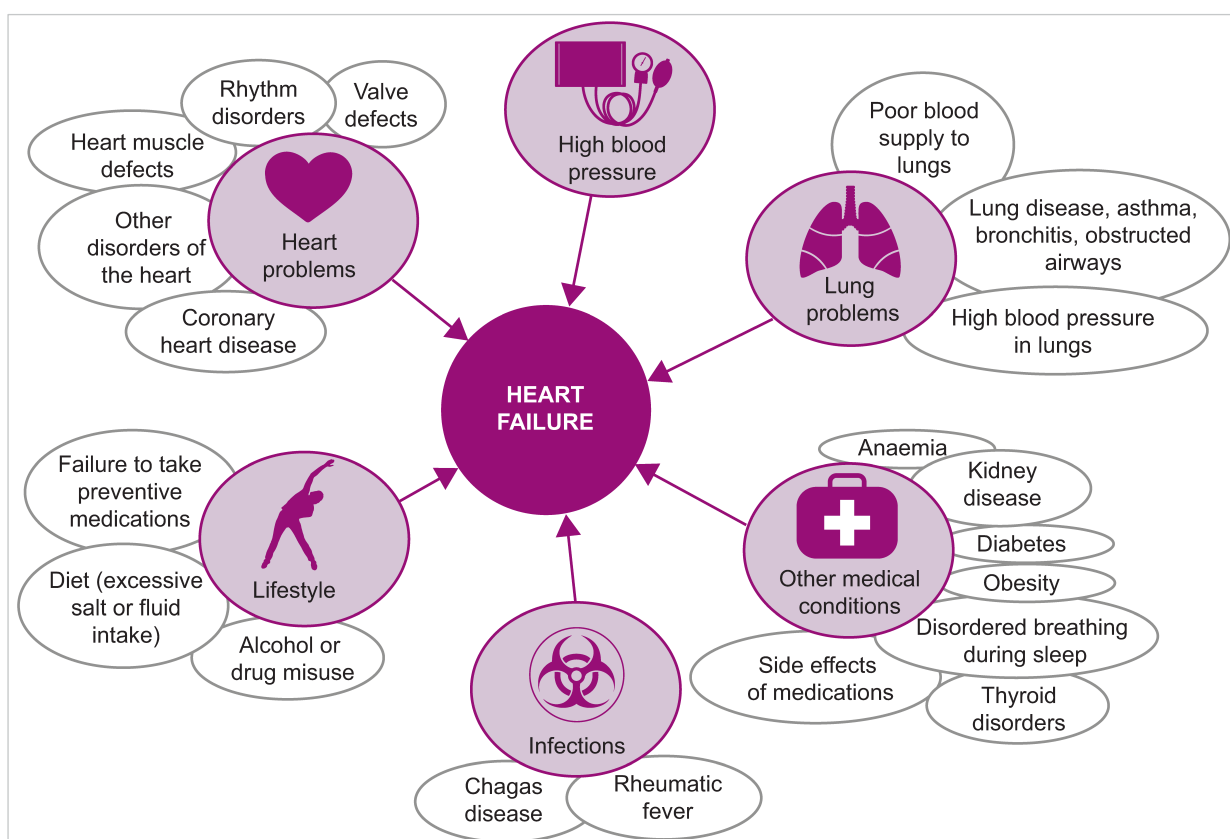 Rhythm
disorders
Valve
defects
Heart muscle
defects
Other
disorders of
the heart
Coronary
heart disease
Heart
problems
High blood
pressure
Poor blood
supply to
lungs
Lung disease, asthma,
bronchitis, obstructed
airways
High blood pressure
in lungs
Lung
problems
HEART
FAILURE
Failure to take
preventive
medications
Diet (excessive
salt or fluid
intake)
Alcohol or
drug misuse
Lifestyle
Anaemia
Kidney
disease
Diabetes
Obesity
Disordered breathing
during sleep
Thyroid
disorders
Side effects
of medications
Other medical
conditions
Infections
Chagas
disease
Rheumatic
fever